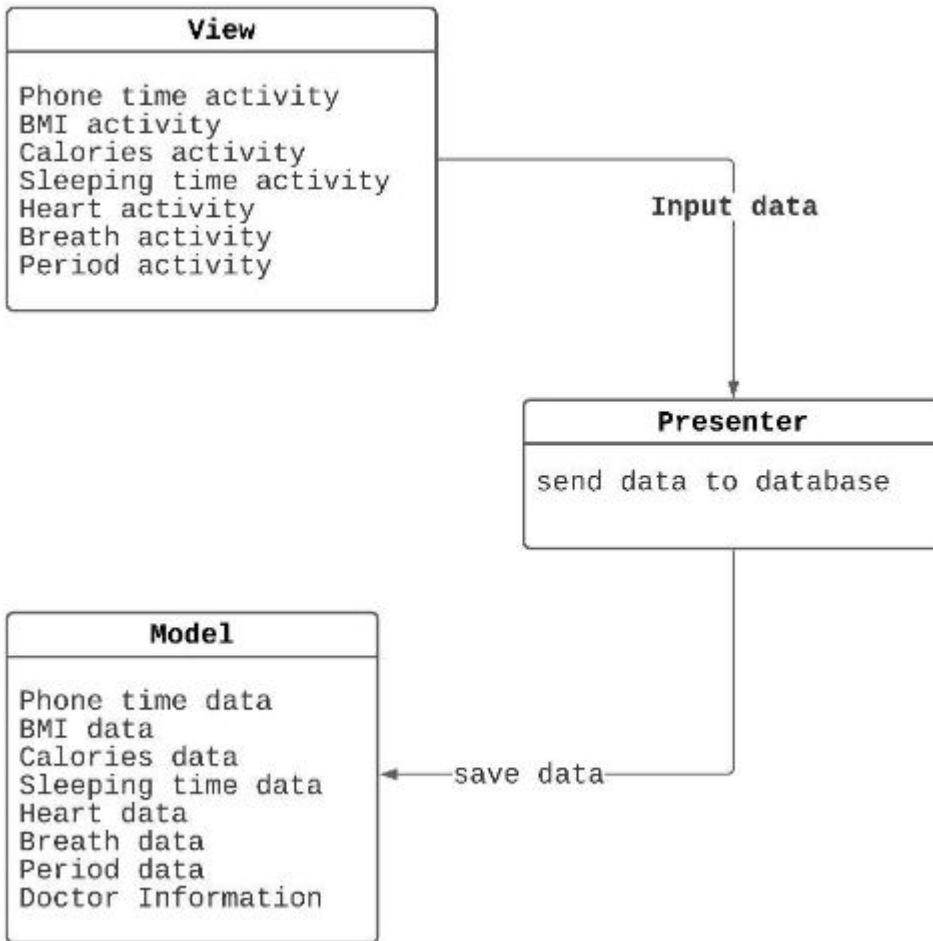 View
Phone time activity
BMI activity
Calories activity
Sleeping time activity
Heart activity
Breath activity
Period activity
Input data
Presenter
send data to database
Model
Phone time data
BMI data
Calories data
Sleeping time data
Heart data
Breath data
Period data
Doctor Information
save data